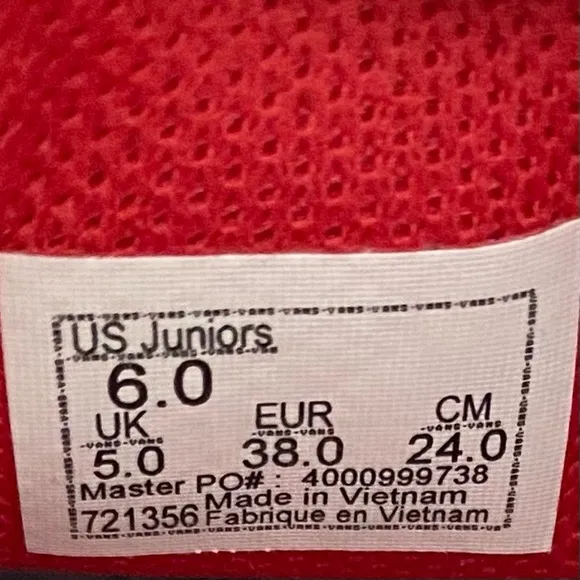 US Juniors
6.0
UK EUR CM
5.0 38.0 24.0
Master PO# : 4000999738
Made in Vietnam
721356 Fabrique en Vietnam